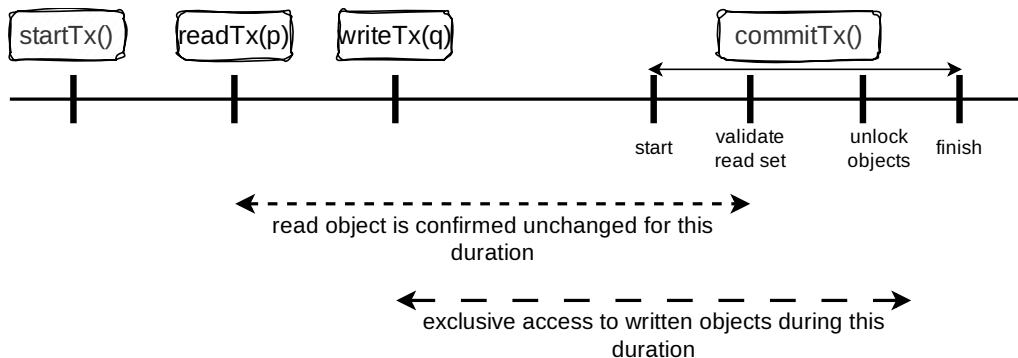 startTx()
readTx(p)
writeTx(q)
commitTx()
start
validate
read set
unlock
objects
finish
read object is confirmed unchanged for this
duration
exclusive access to written objects during this
duration